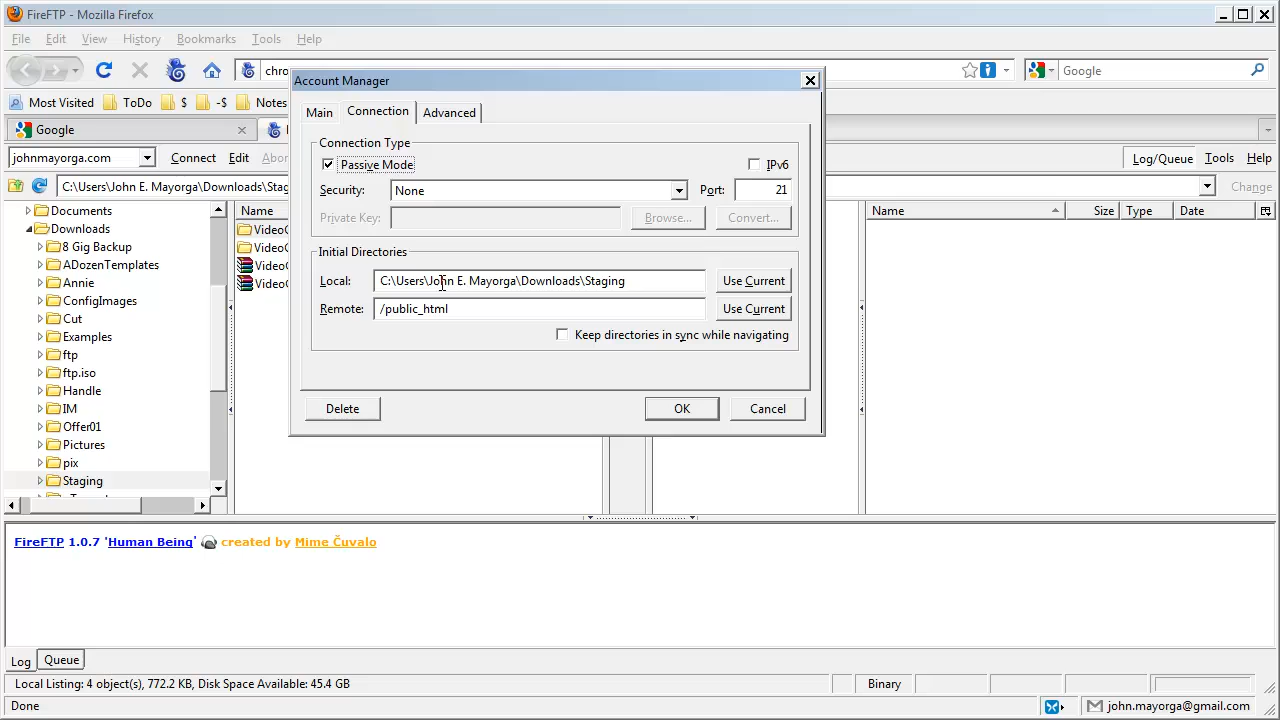 FireFTP - Mozilla Firefox
File Edit View History Bookmarks Tools Help
chro
Google
Most Visited ToDo $ -$ Notes
Google
johnmayorga.com Connect Edit Abor Log/Queue Tools Help
C:\Users\John E. Mayorga\Downloads\Stag Change
Documents
Downloads
8 Gig Backup
ADozenTemplates
Annie
ConfigImages
Cut
Examples
ftp
ftp.iso
Handle
IM
Offer01
Pictures
pix
Staging
Name
VideoC
VideoC
VideoC
VideoC
Account Manager
Main Connection Advanced
Connection Type
Passive Mode IPv6
Security: None Port: 21
Private Key: Browse... Convert...
Initial Directories
Local: C:\Users\John E. Mayorga\Downloads\Staging Use Current
Remote: /public_html Use Current
Keep directories in sync while navigating
Delete OK Cancel
Name Size Type Date
FireFTP 1.0.7 'Human Being' created by Mime Čuvalo
Log Queue
Local Listing: 4 object(s), 772.2 KB, Disk Space Available: 45.4 GB Binary
Done john.mayorga@gmail.com